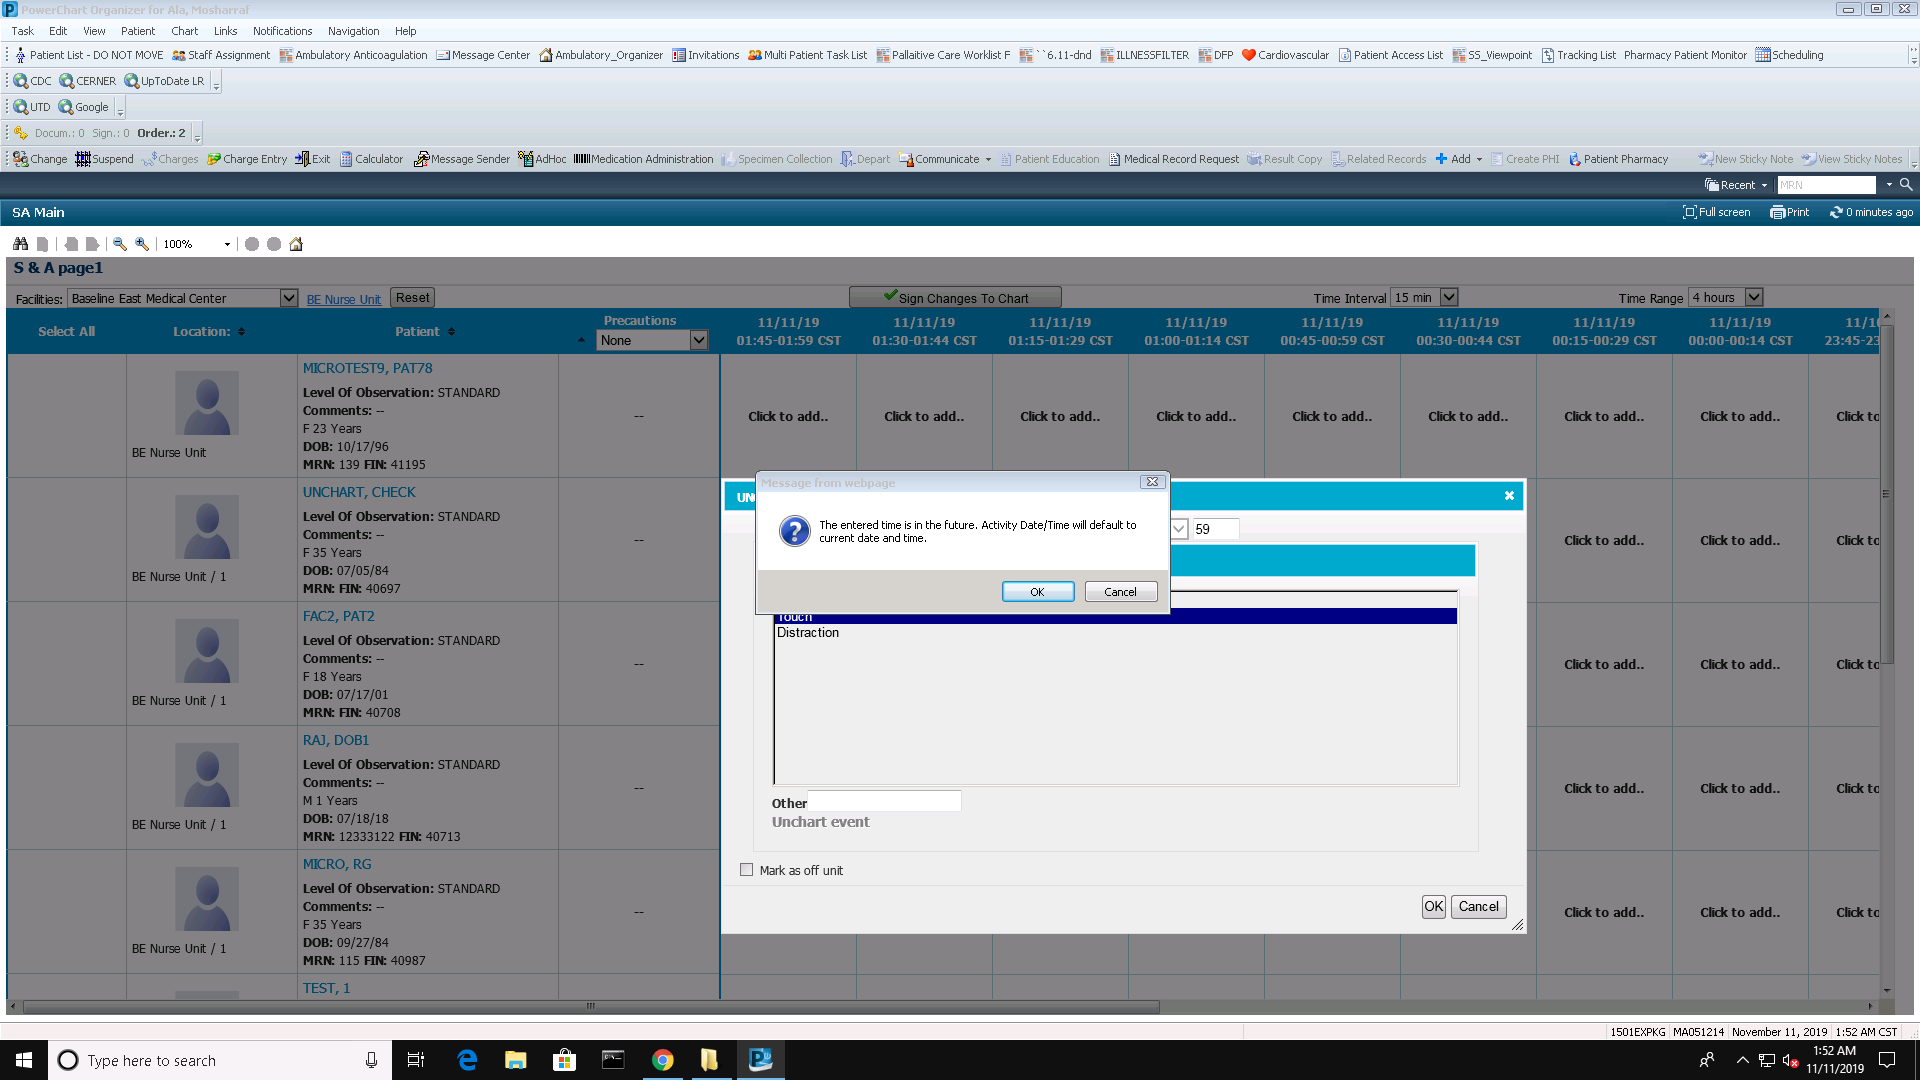 PowerChart Organizer for Ala, Mosharraf
Task Edit View Patient Chart Links Notifications Navigation Help
Patient List - DO NOT MOVE Staff Assignment Ambulatory Anticoagulation Message Center Ambulatory_Organizer Invitations Multi Patient Task List Pallaitive Care Worklist F ``6.11-dnd ILLNESSFILTER DFP Cardiovascular Patient Access List SS_Viewpoint Tracking List Pharmacy Patient Monitor Scheduling
CDC CERNER UpToDate LR
UTD Google
Docum.: 0 Sign.: 0 Order.: 2
Change Suspend Charges Charge Entry Exit Calculator Message Sender AdHoc Medication Administration Specimen Collection Depart Communicate Patient Education Medical Record Request Result Copy Related Records Add Create PHI Patient Pharmacy New Sticky Note View Sticky Notes
Recent MRN
SA Main Full screen Print 0 minutes ago
100%
S & A page1
Facilities: Baseline East Medical Center BE Nurse Unit Reset Sign Changes To Chart Time Interval 15 min Time Range 4 hours
Select All Location: Patient Precautions None
11/11/19 11/11/19 11/11/19 11/11/19 11/11/19 11/11/19 11/11/19 11/11/19 11/1
01:45-01:59 CST 01:30-01:44 CST 01:15-01:29 CST 01:00-01:14 CST 00:45-00:59 CST 00:30-00:44 CST 00:15-00:29 CST 00:00-00:14 CST 23:45-23
MICROTEST9, PAT78
Level Of Observation: STANDARD
Comments: --
F 23 Years
DOB: 10/17/96
MRN: 139 FIN: 41195
BE Nurse Unit
--
Click to add.. Click to add.. Click to add.. Click to add.. Click to add.. Click to add.. Click to add.. Click to add.. Click to
UNCHART, CHECK
Level Of Observation: STANDARD
Comments: --
F 35 Years
DOB: 07/05/84
MRN: FIN: 40697
BE Nurse Unit / 1
--
Click to add.. Click to add.. Click to
FAC2, PAT2
Level Of Observation: STANDARD
Comments: --
F 18 Years
DOB: 07/17/01
MRN: FIN: 40708
BE Nurse Unit / 1
--
Click to add.. Click to add.. Click to
RAJ, DOB1
Level Of Observation: STANDARD
Comments: --
M 1 Years
DOB: 07/18/18
MRN: 12333122 FIN: 40713
BE Nurse Unit / 1
--
Click to add.. Click to add.. Click to
MICRO, RG
Level Of Observation: STANDARD
Comments: --
F 35 Years
DOB: 09/27/84
MRN: 115 FIN: 40987
BE Nurse Unit / 1
--
Click to add.. Click to add.. Click to
TEST, 1
UN
59
Message from webpage
The entered time is in the future. Activity Date/Time will default to
current date and time.
OK Cancel
Touch
Distraction
Other
Unchart event
Mark as off unit
OK Cancel
1501EXPKG MA051214 November 11, 2019 1:52 AM CST
Type here to search
1:52 AM
11/11/2019